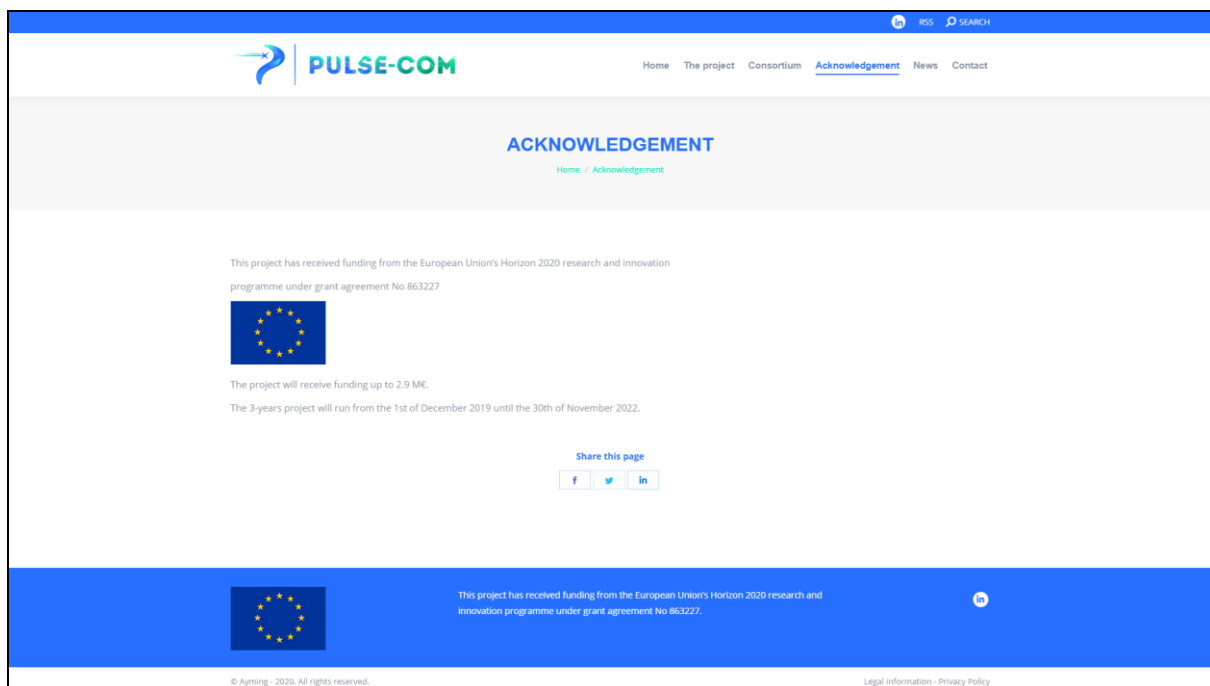 RSS SEARCH
PULSE-COM
Home The project Consortium Acknowledgement News Contact
ACKNOWLEDGEMENT
Home / Acknowledgement
This project has received funding from the European Union's Horizon 2020 research and innovation
programme under grant agreement No 863227
The project will receive funding up to 2.9 M€.
The 3-years project will run from the 1st of December 2019 until the 30th of November 2022.
Share this page
f in
This project has received funding from the European Union's Horizon 2020 research and
innovation programme under grant agreement No 863227.
in
© Ayming - 2020. All rights reserved. Legal information - Privacy Policy